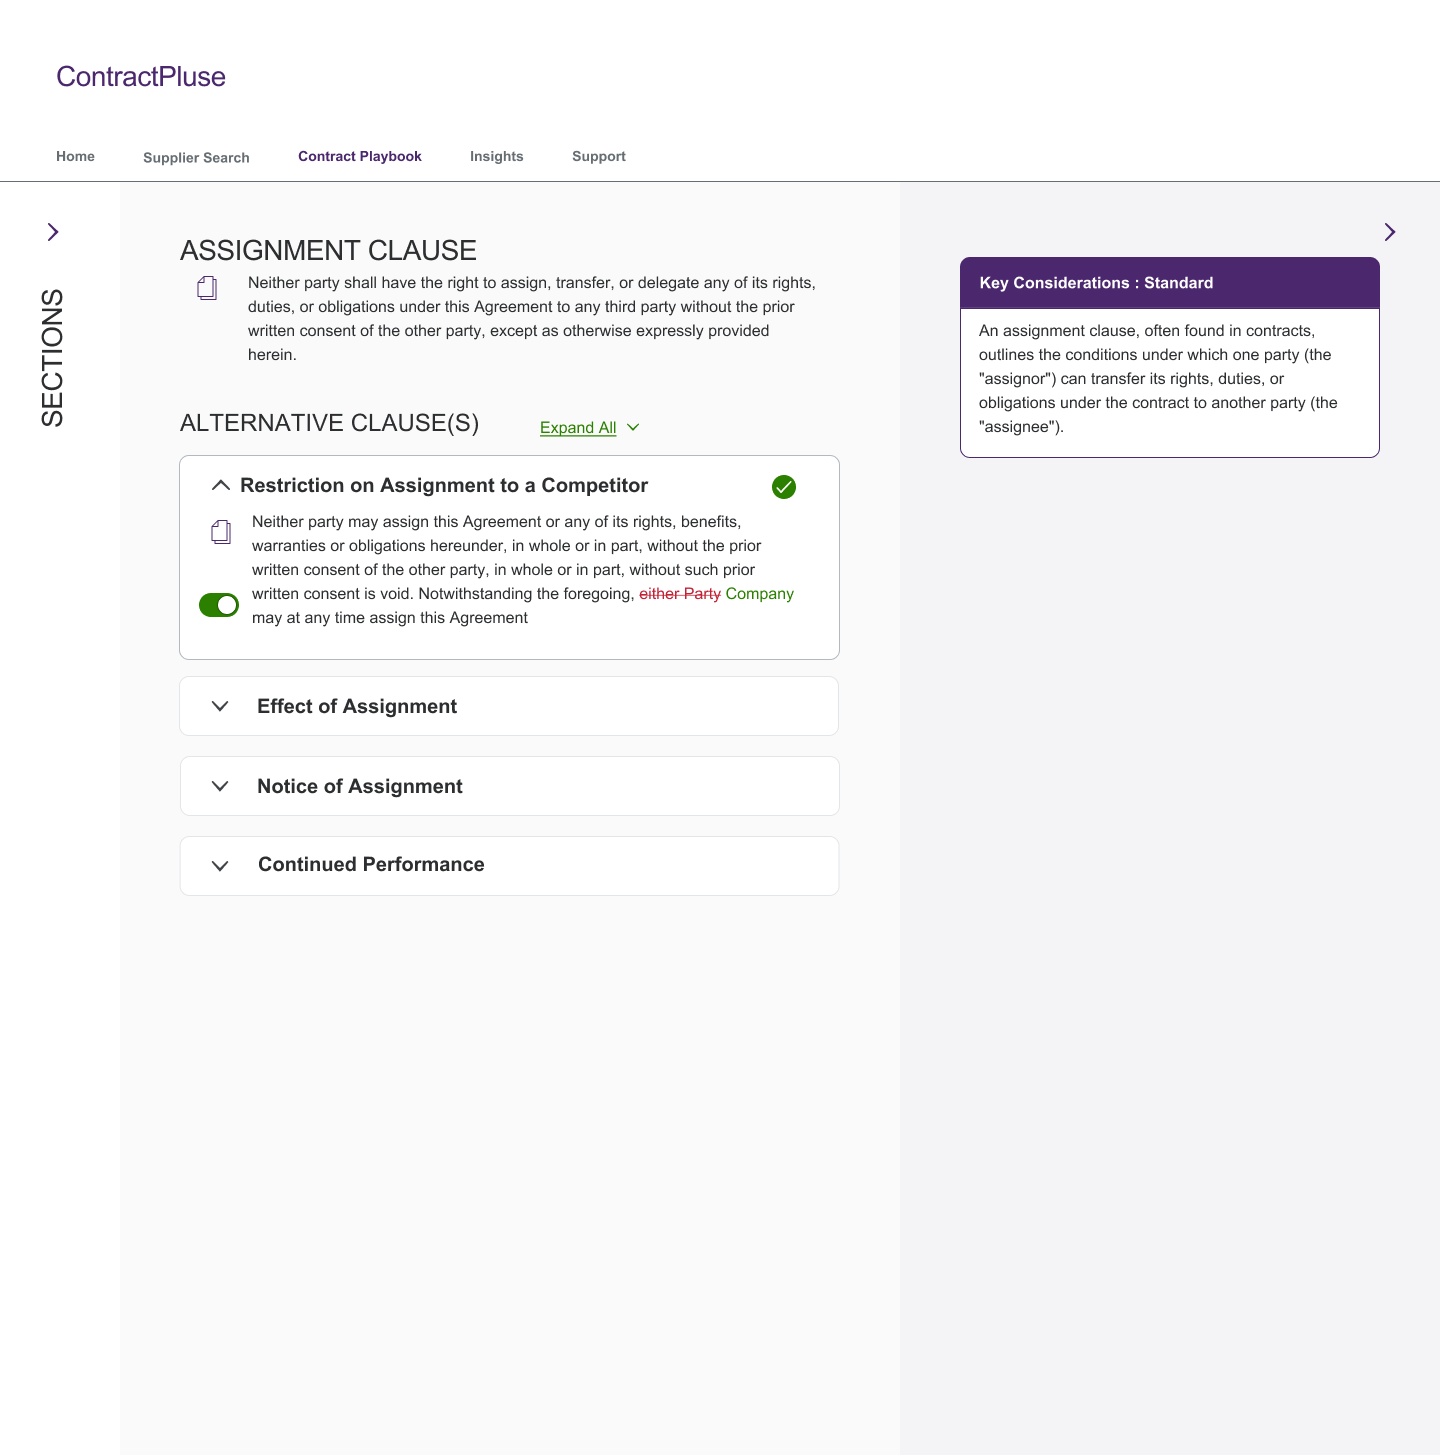 ContractPluse
Home
Supplier Search
Contract Playbook
Insights
Support
SECTIONS
ASSIGNMENT CLAUSE
Neither party shall have the right to assign, transfer, or delegate any of its rights,
duties, or obligations under this Agreement to any third party without the prior
written consent of the other party, except as otherwise expressly provided
herein.
ALTERNATIVE CLAUSE(S)
Expand All
Restriction on Assignment to a Competitor
Neither party may assign this Agreement or any of its rights, benefits,
warranties or obligations hereunder, in whole or in part, without the prior
written consent of the other party, in whole or in part, without such prior
written consent is void. Notwithstanding the foregoing, either Party Company
may at any time assign this Agreement
Effect of Assignment
Notice of Assignment
Continued Performance
Key Considerations : Standard
An assignment clause, often found in contracts,
outlines the conditions under which one party (the
"assignor") can transfer its rights, duties, or
obligations under the contract to another party (the
"assignee").